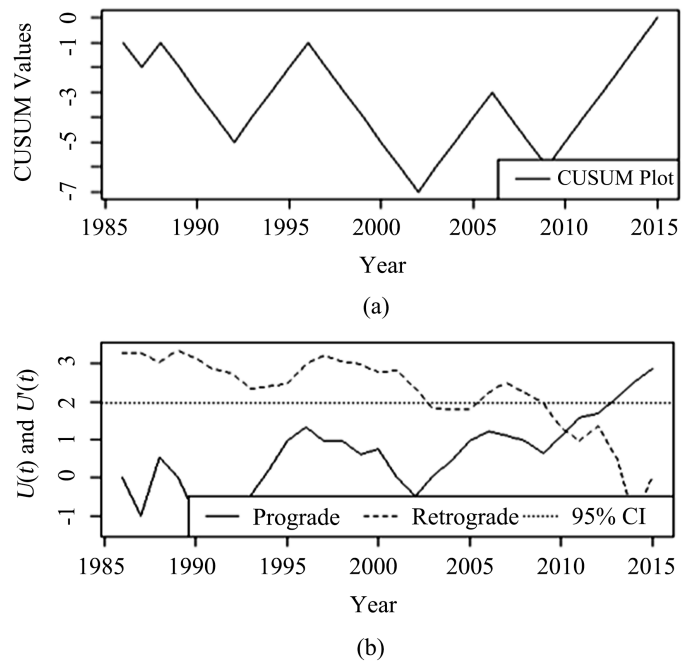 CUSUM Values
0
-1
-3
-5
-7
CUSUM Plot
1985 1990 1995 2000 2005 2010 2015
Year
(a)
U(t) and U'(t)
3
2
1
0
-1
Prograde Retrograde 95% CI
1985 1990 1995 2000 2005 2010 2015
Year
(b)